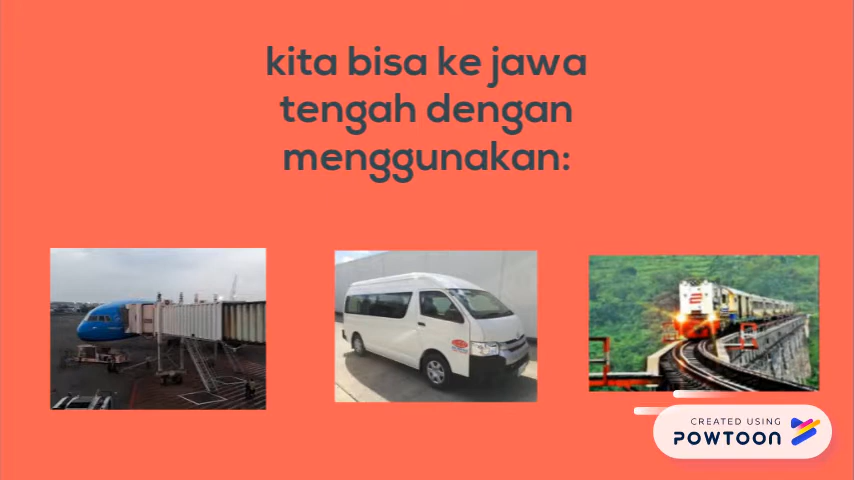 kita bisa ke jawa
tengah dengan
menggunakan:
CREATED USING
POWTOON